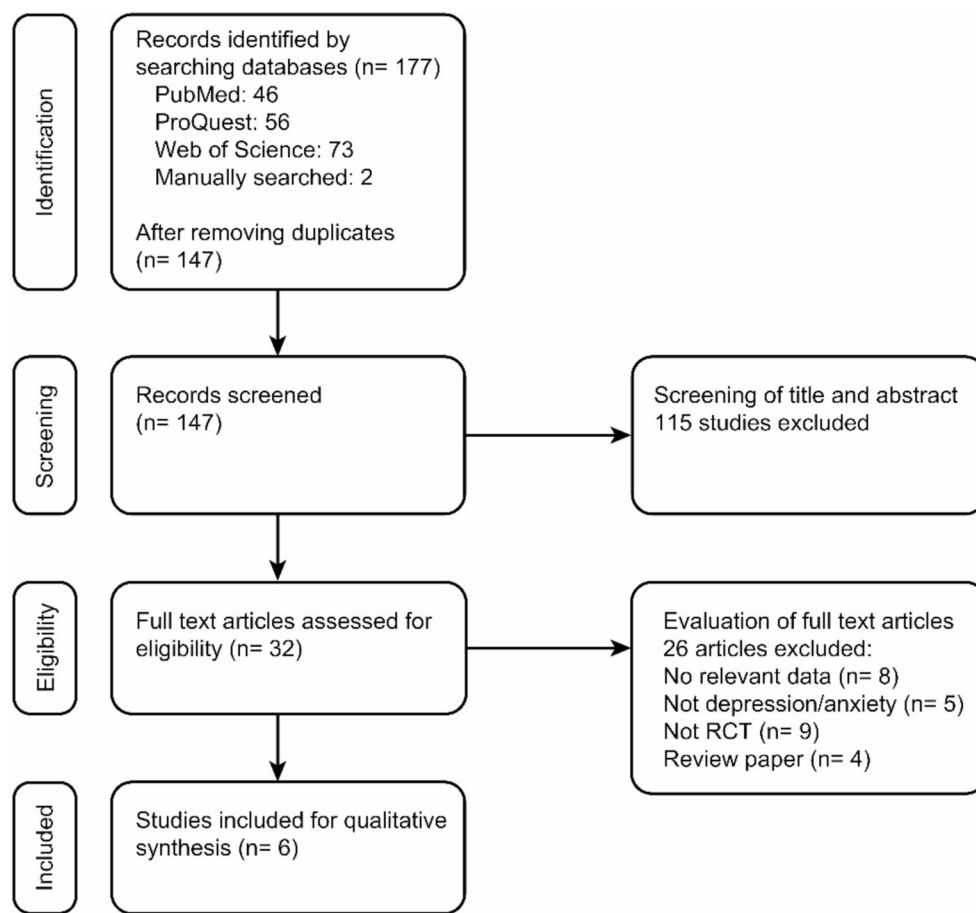 Identification
Records identified by
searching databases (n= 177)
PubMed: 46
ProQuest: 56
Web of Science: 73
Manually searched: 2
After removing duplicates
(n= 147)
Screening
Records screened
(n= 147)
Screening of title and abstract
115 studies excluded
Eligibility
Full text articles assessed for
eligibility (n= 32)
Evaluation of full text articles
26 articles excluded:
No relevant data (n= 8)
Not depression/anxiety (n= 5)
Not RCT (n= 9)
Review paper (n= 4)
Included
Studies included for qualitative
synthesis (n= 6)